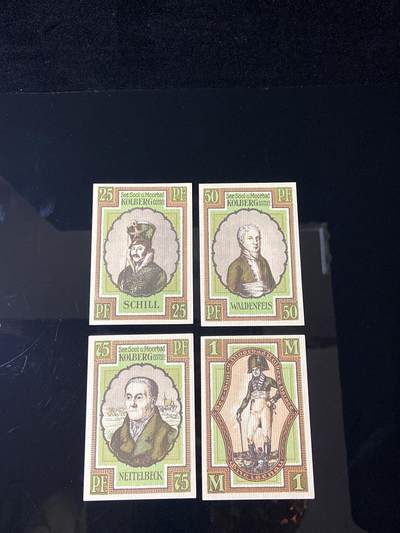 25 PF
See.Sool.u.Moorbad
KOLBERG
SCHILL
PF 25
50 PF
See.Sool.u.Moorbad
KOLBERG
WALDENFELS
PF 50
75 PF
See.Sool.u.Moorbad
KOLBERG
NETTELBECK
PF 75
1 M
M 1